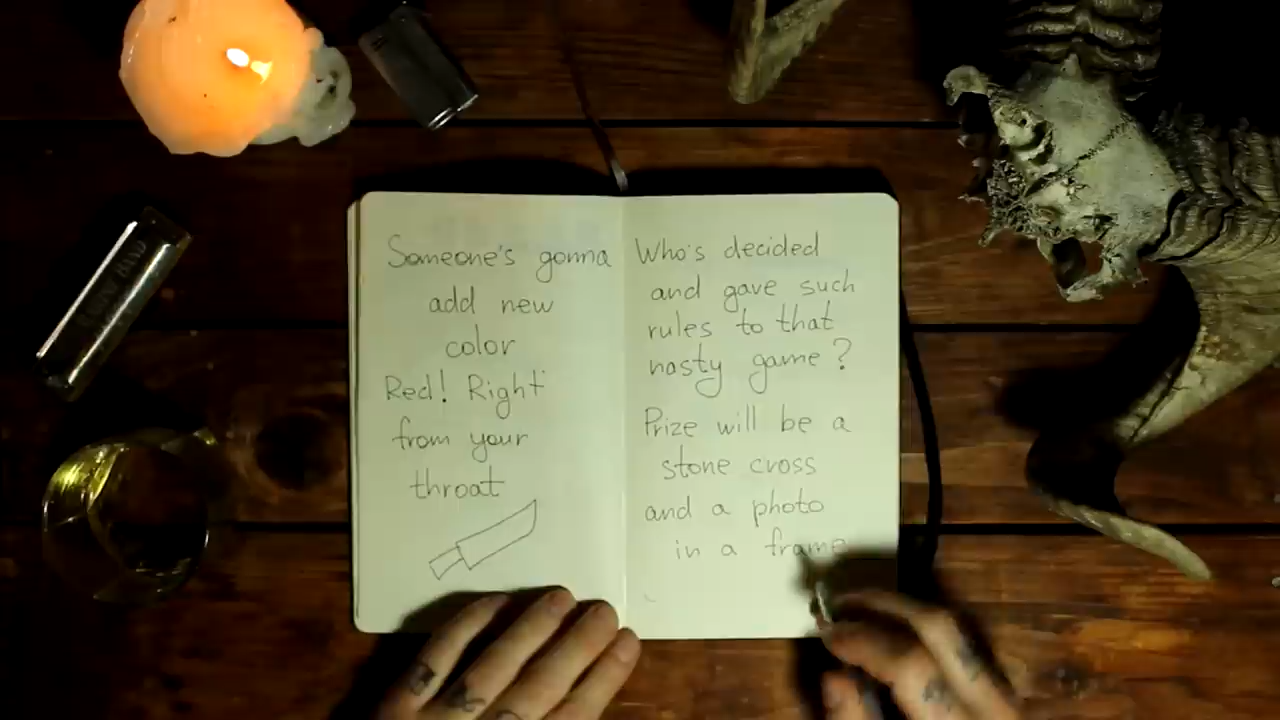 Someone's gonna
add new
color
Red! Right
from your
throat
Who's decided
and gave such
rules to that
nasty game?
Prize will be a
stone cross
and a photo
in a frame